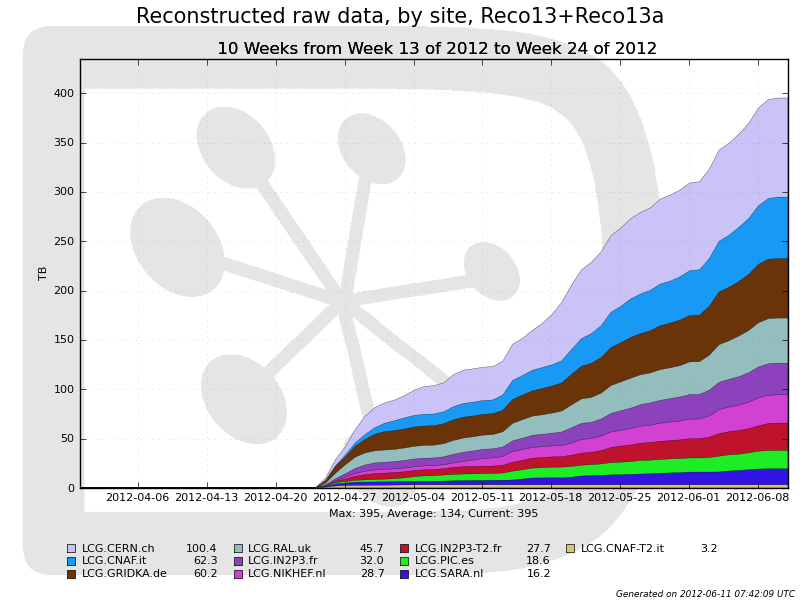 Reconstructed raw data, by site, Reco13+Reco13a
10 Weeks from Week 13 of 2012 to Week 24 of 2012
400
350
300
250
200
150
100
50
0
TB
2012-04-06 2012-04-13 2012-04-20 2012-04-27 2012-05-04 2012-05-11 2012-05-18 2012-05-25 2012-06-01 2012-06-08
Max: 395, Average: 134, Current: 395
LCG.CERN.ch 100.4 LCG.RAL.uk 45.7 LCG.IN2P3-T2.fr 27.7 LCG.CNAF-T2.it 3.2
LCG.CNAF.it 62.3 LCG.IN2P3.fr 32.0 LCG.PIC.es 18.6
LCG.GRIDKA.de 60.2 LCG.NIKHEF.nl 28.7 LCG.SARA.nl 16.2
Generated on 2012-06-11 07:42:09 UTC